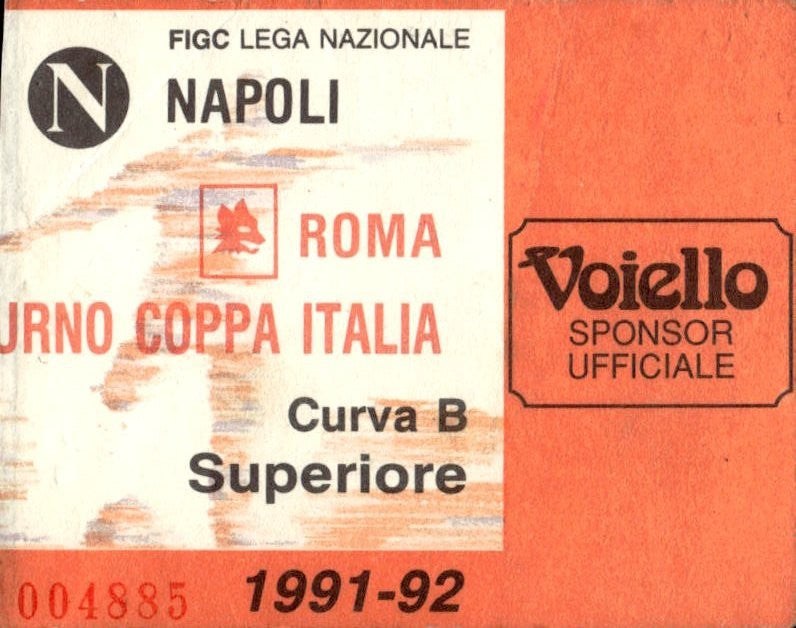 FIGC LEGA NAZIONALE
N NAPOLI
ROMA
URNO COPPA ITALIA
Curva B
Superiore
004885 1991-92
Voiello
SPONSOR
UFFICIALE